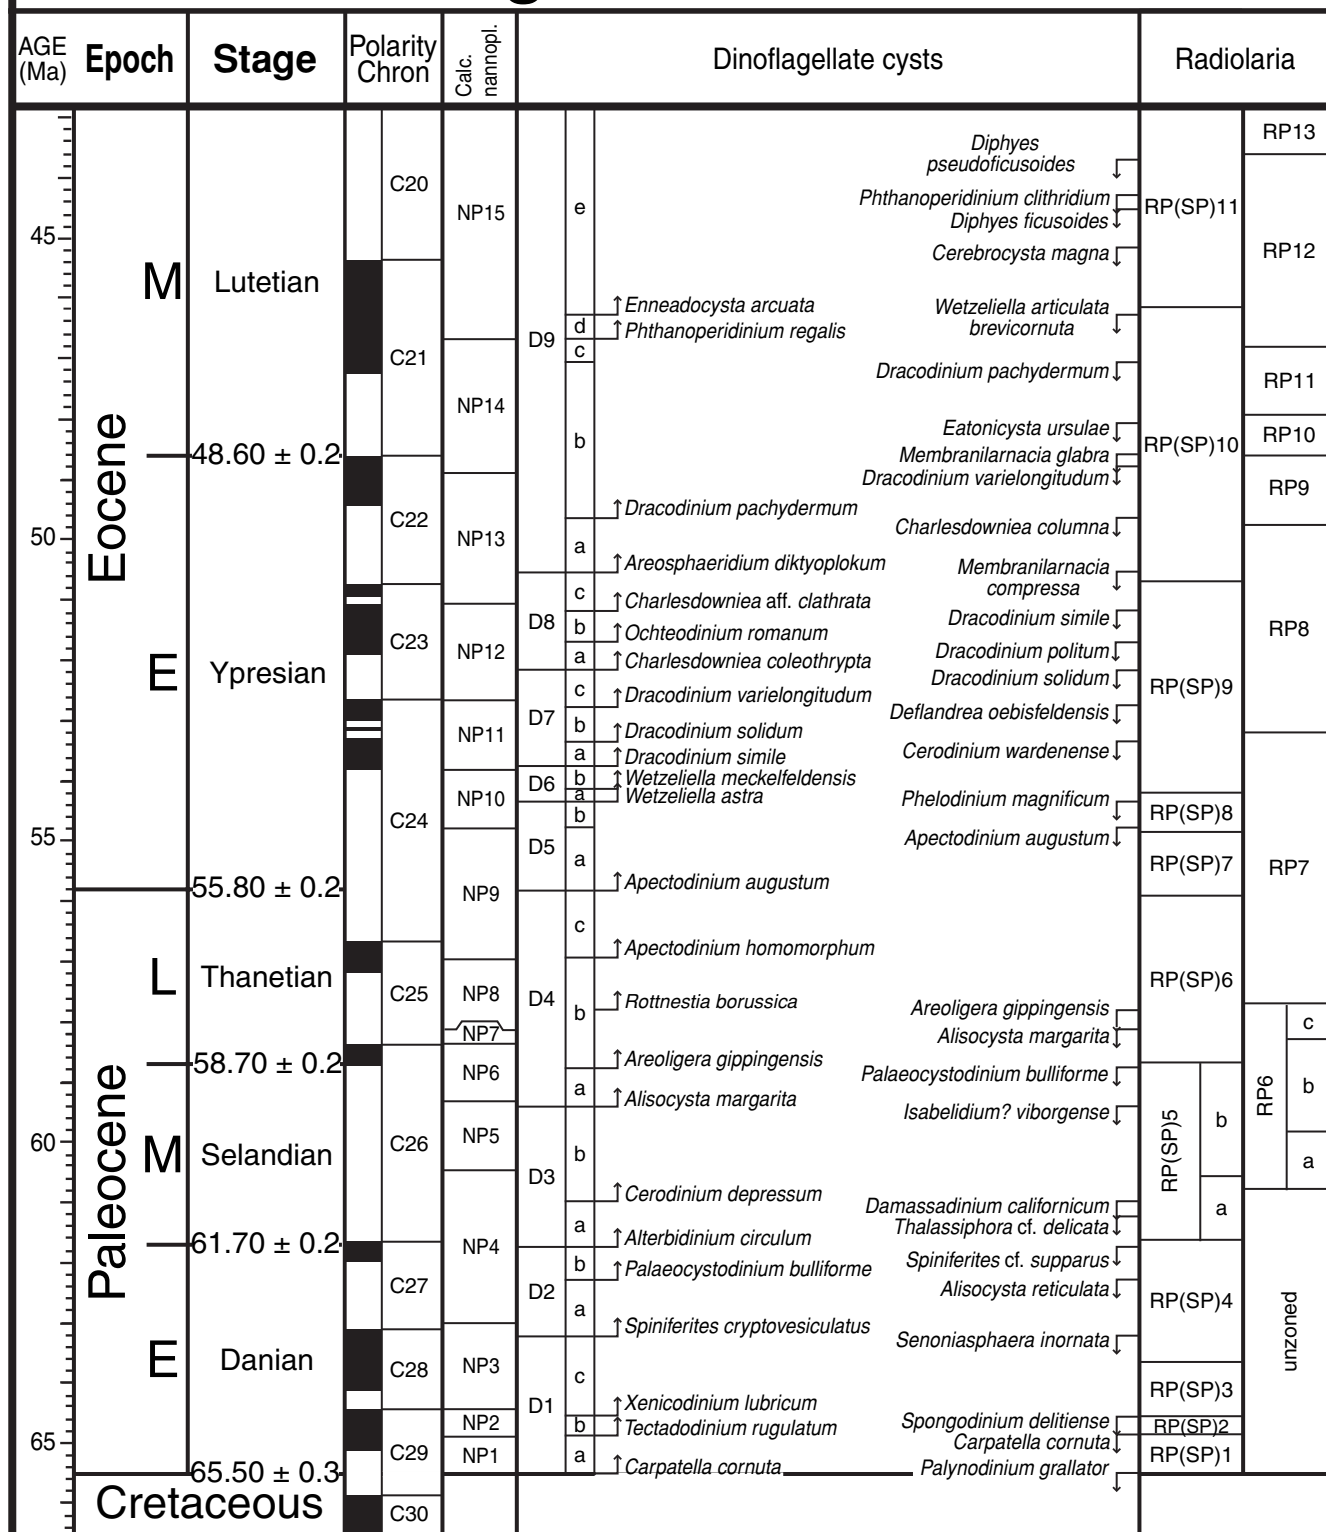 AGE
(Ma)
Epoch
Stage
Polarity
Chron
Calc.
nannopl.
Dinoflagellate cysts
Radiolaria
45
50
55
60
65
Eocene
Paleocene
M
E
L
M
E
Cretaceous
Lutetian
48.60 ± 0.2
Ypresian
55.80 ± 0.2
Thanetian
58.70 ± 0.2
Selandian
61.70 ± 0.2
Danian
65.50 ± 0.3
C20
C21
C22
C23
C24
C25
C26
C27
C28
C29
C30
NP15
NP14
NP13
NP12
NP11
NP10
NP9
NP8
NP7
NP6
NP5
NP4
NP3
NP2
NP1
D9
D8
D7
D6
D5
D4
D3
D2
D1
e
d
c
b
a
c
b
a
c
b
a
b
a
b
a
c
b
a
b
a
b
a
c
b
a
Enneadocysta arcuata
Phthanoperidinium regalis
Dracodinium pachydermum
Areosphaeridium diktyoplokum
Charlesdowniea aff. clathrata
Ochteodinium romanum
Charlesdowniea coleothrypta
Dracodinium varielongitudum
Dracodinium solidum
Dracodinium simile
Wetzeliella meckelfeldensis
Wetzeliella astra
Apectodinium augustum
Apectodinium homomorphum
Rottnestia borussica
Areoligera gippingensis
Alisocysta margarita
Cerodinium depressum
Alterbidinium circulum
Palaeocystodinium bulliforme
Spiniferites cryptovesiculatus
Xenicodinium lubricum
Tectadodinium rugulatum
Carpatella cornuta
Diphyes
pseudoficusoides
Phthanoperidinium clithridium
Diphyes ficusoides
Cerebrocysta magna
Wetzeliella articulata
brevicornuta
Dracodinium pachydermum
Eatonicysta ursulae
Membranilarnacia glabra
Dracodinium varielongitudum
Charlesdowniea columna
Membranilarnacia
compressa
Dracodinium simile
Dracodinium politum
Dracodinium solidum
Deflandrea oebisfeldensis
Cerodinium wardenense
Phelodinium magnificum
Apectodinium augustum
Areoligera gippingensis
Alisocysta margarita
Palaeocystodinium bulliforme
Isabelidium? viborgense
Damassadinium californicum
Thalassiphora cf. delicata
Spiniferites cf. supparus
Alisocysta reticulata
Senoniasphaera inornata
Spongodinium delitiense
Carpatella cornuta
Palynodinium grallator
RP(SP)11
RP(SP)10
RP(SP)9
RP(SP)8
RP(SP)7
RP(SP)6
RP(SP)5
b
a
RP(SP)4
RP(SP)3
RP(SP)2
RP(SP)1
RP13
RP12
RP11
RP10
RP9
RP8
RP7
RP6
c
b
a
unzoned